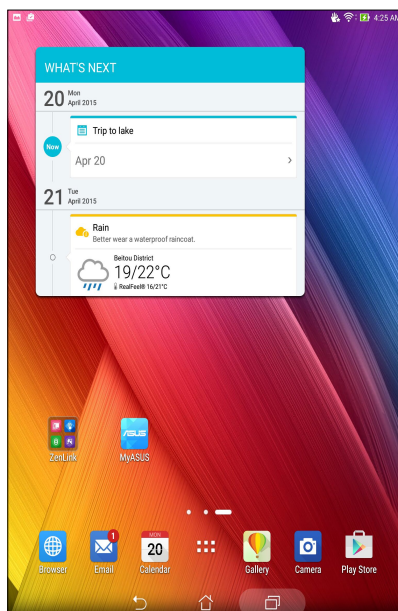 4:25 AM
WHAT'S NEXT
20 Mon
April 2015
Now
Trip to lake
Apr 20
21 Tue
April 2015
Rain
Better wear a waterproof raincoat.
Beitou District
19/22°C
RealFeel® 16/21°C
ASUS
ZenLink
MyASUS
1
MON
20
Browser
Email
Calendar
Gallery
Camera
Play Store